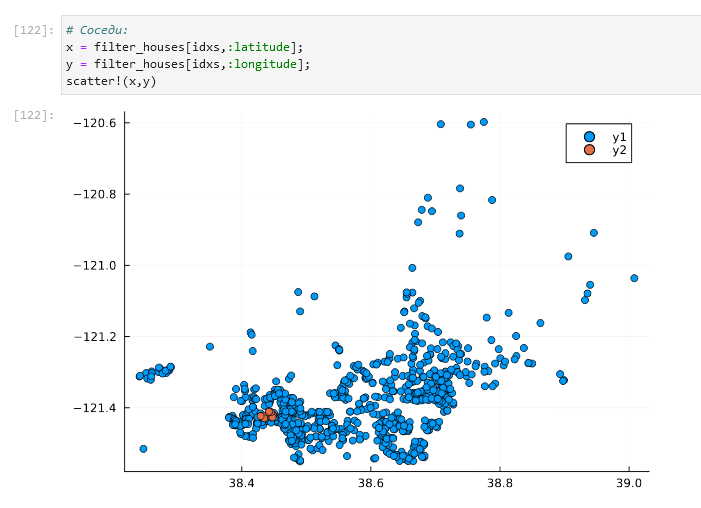 [122]: # Соседи:
x = filter_houses[idxs,:latitude];
y = filter_houses[idxs,:longitude];
scatter!(x,y)
[122]:
−120.6
y1
y2
−120.8
−121.0
−121.2
−121.4
38.4 38.6 38.8 39.0